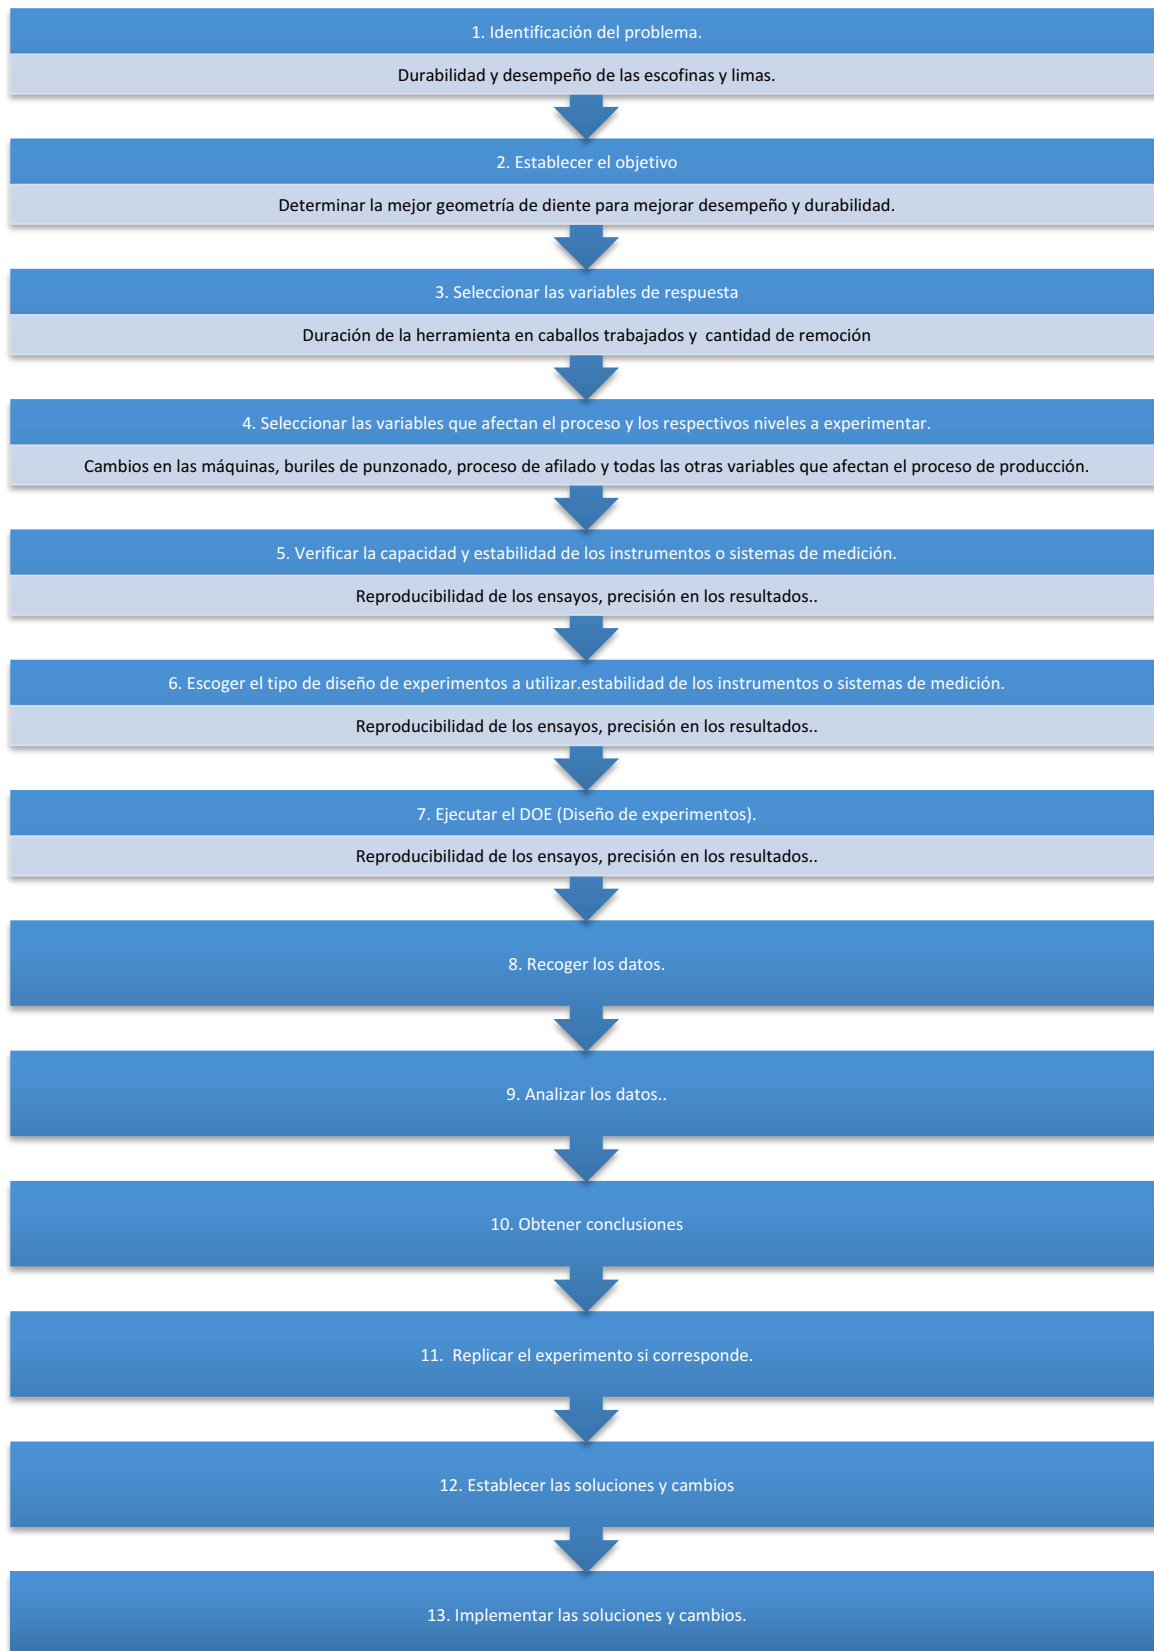 1. Identificación del problema.
Durabilidad y desempeño de las escofinas y limas.
2. Establecer el objetivo
Determinar la mejor geometría de diente para mejorar desempeño y durabilidad.
3. Seleccionar las variables de respuesta
Duración de la herramienta en caballos trabajados y  cantidad de remoción
4. Seleccionar las variables que afectan el proceso y los respectivos niveles a experimentar.
Cambios en las máquinas, buriles de punzonado, proceso de afilado y todas las otras variables que afectan el proceso de producción.
5. Verificar la capacidad y estabilidad de los instrumentos o sistemas de medición.
Reproducibilidad de los ensayos, precisión en los resultados..
6. Escoger el tipo de diseño de experimentos a utilizar.estabilidad de los instrumentos o sistemas de medición.
Reproducibilidad de los ensayos, precisión en los resultados..
7. Ejecutar el DOE (Diseño de experimentos).
Reproducibilidad de los ensayos, precisión en los resultados..
8. Recoger los datos.
9. Analizar los datos..
10. Obtener conclusiones
11.  Replicar el experimento si corresponde.
12. Establecer las soluciones y cambios
13. Implementar las soluciones y cambios.